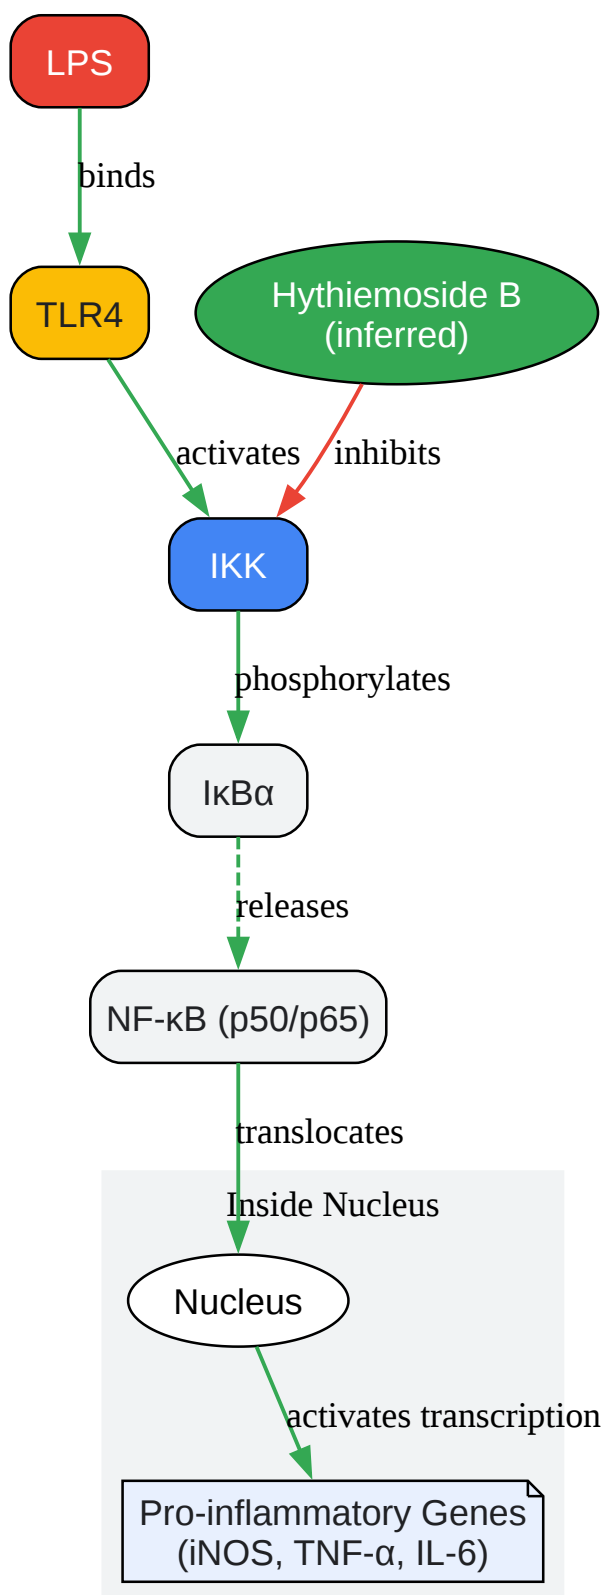 LPS
binds
TLR4
Hythiemoside B
(inferred)
activates
inhibits
IKK
phosphorylates
IκBα
releases
NF-κB (p50/p65)
translocates
Inside Nucleus
Nucleus
activates transcription
Pro-inflammatory Genes
(iNOS, TNF-α, IL-6)